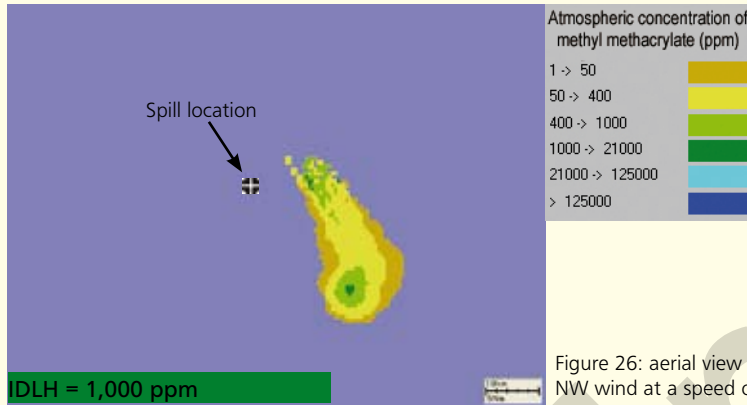 Atmospheric concentration of
methyl methacrylate (ppm)
1 -> 50
50 -> 400
400 -> 1000
1000 -> 21000
21000 -> 125000
> 125000
Spill location
IDLH = 1,000 ppm
Figure 26: aerial view
NW wind at a speed o